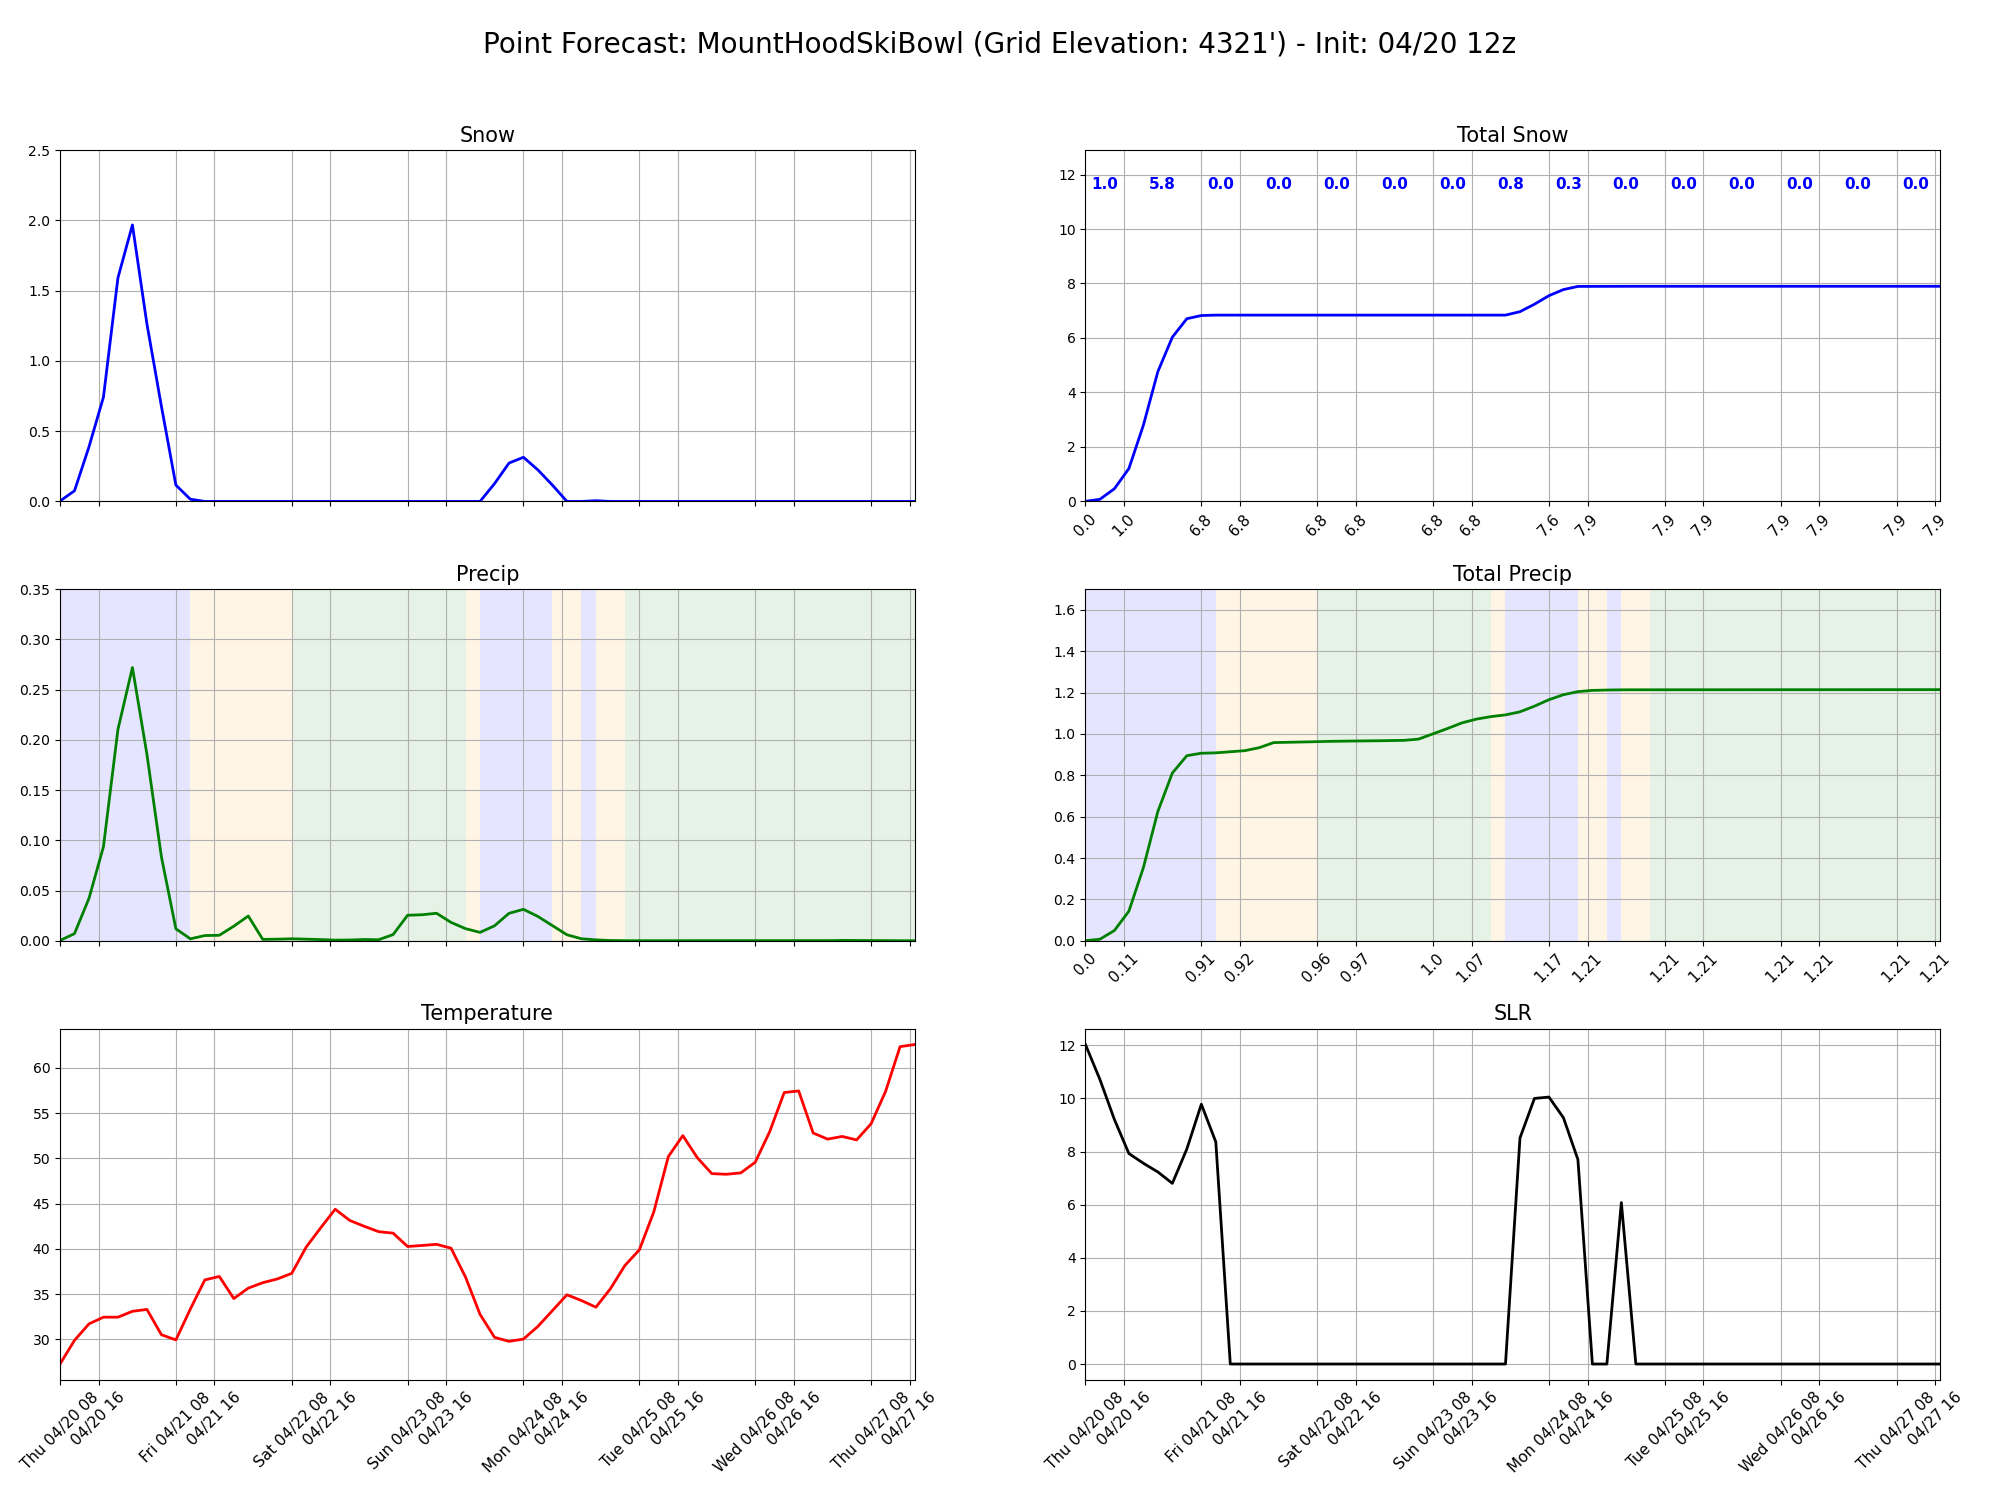 Point Forecast: MountHoodSkiBowl (Grid Elevation: 4321') - Init: 04/20 12z
Snow
2.5
2.0
1.5
1.0
0.5
0.0
Total Snow
12
10
8
6
4
2
0
1.0 5.8 0.0 0.0 0.0 0.0 0.0 0.8 0.3 0.0 0.0 0.0 0.0 0.0 0.0
0.0 1.0 6.8 6.8 6.8 6.8 6.8 6.8 7.6 7.9 7.9 7.9 7.9 7.9 7.9 7.9
Precip
0.35
0.30
0.25
0.20
0.15
0.10
0.05
0.00
Total Precip
1.6
1.4
1.2
1.0
0.8
0.6
0.4
0.2
0.0
0.0 0.11 0.91 0.92 0.96 0.97 1.0 1.07 1.17 1.21 1.21 1.21 1.21 1.21 1.21 1.21
Temperature
60
55
50
45
40
35
30
Thu 04/20 08
04/20 16
Fri 04/21 08
04/21 16
Sat 04/22 08
04/22 16
Sun 04/23 08
04/23 16
Mon 04/24 08
04/24 16
Tue 04/25 08
04/25 16
Wed 04/26 08
04/26 16
Thu 04/27 08
04/27 16
SLR
12
10
8
6
4
2
0
Thu 04/20 08
04/20 16
Fri 04/21 08
04/21 16
Sat 04/22 08
04/22 16
Sun 04/23 08
04/23 16
Mon 04/24 08
04/24 16
Tue 04/25 08
04/25 16
Wed 04/26 08
04/26 16
Thu 04/27 08
04/27 16